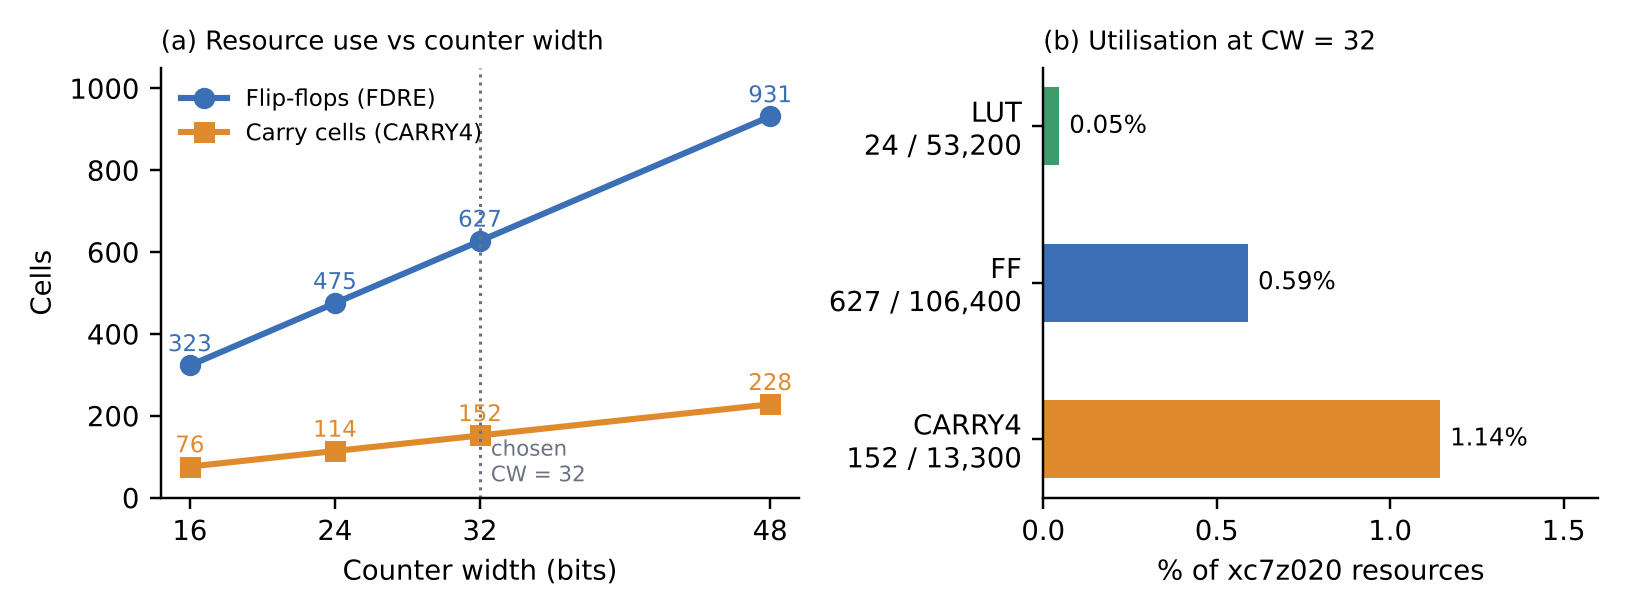 (a) Resource use vs counter width
Cells
1000
800
600
400
200
0
Flip-flops (FDRE)
Carry cells (CARRY4)
323
475
627
931
76
114
152
228
chosen
CW = 32
16 24 32 48
Counter width (bits)
(b) Utilisation at CW = 32
LUT
24 / 53,200
0.05%
FF
627 / 106,400
0.59%
CARRY4
152 / 13,300
1.14%
0.0 0.5 1.0 1.5
% of xc7z020 resources